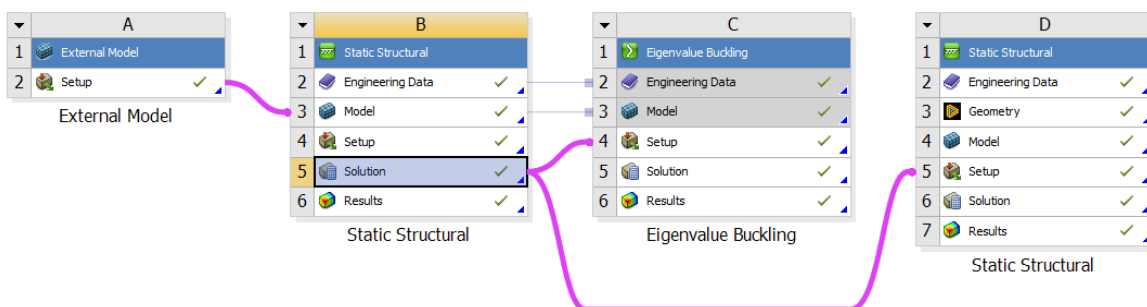 A
1 External Model
2 Setup
External Model
B
1 Static Structural
2 Engineering Data
3 Model
4 Setup
5 Solution
6 Results
Static Structural
C
1 Eigenvalue Buckling
2 Engineering Data
3 Model
4 Setup
5 Solution
6 Results
Eigenvalue Buckling
D
1 Static Structural
2 Engineering Data
3 Geometry
4 Model
5 Setup
6 Solution
7 Results
Static Structural